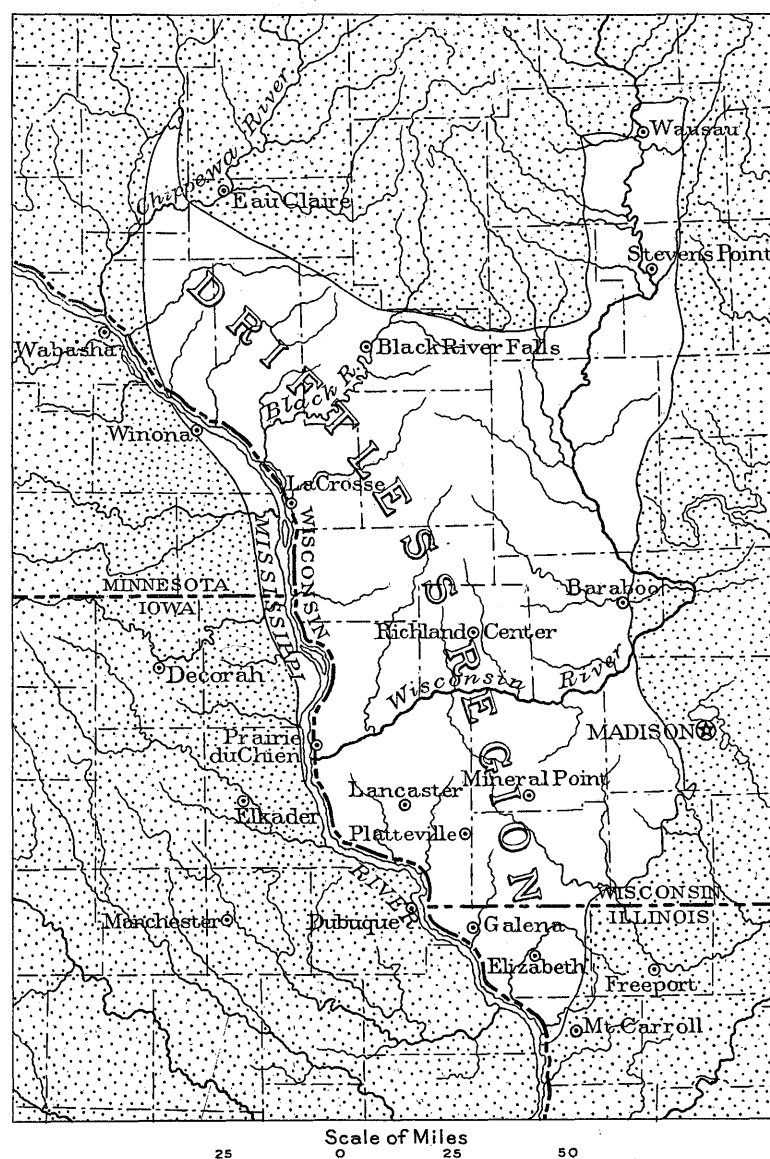 Chippewa River
Wausau
Eau Claire
Stevens Point
DRIFTLESS REGION
Wabasha
Black River Falls
Black R.
Winona
La Crosse
MISSISSIPPI
WISCONSIN
MINNESOTA
IOWA
Baraboo
Richland Center
Decorah
Wisconsin River
Prairie
du Chien
MADISON
Mineral Point
Lancaster
Elkader
Platteville
RIVER
WISCONSIN
ILLINOIS
Manchester
Dubuque
Galena
Elizabeth
Freeport
Mt. Carroll
Scale of Miles
25 0 25 50